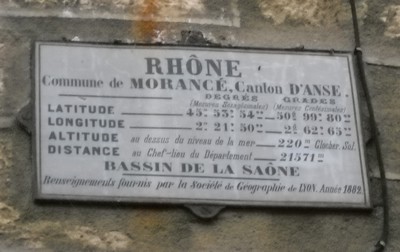 RHÔNE
Commune de MORANCÉ, Canton D'ANSE.
DEGRÉS GRADES
(Mesures Sexagésimales) (Mesures Centésimales)
LATITUDE 45° 53' 54" 50G 99' 80"
LONGITUDE 2° 21' 50" 2G 62' 65"
ALTITUDE au dessus du niveau de la mer 220m Clocher. Sol.
DISTANCE au Chef-lieu du Département 21571m
BASSIN DE LA SAÔNE
Renseignements fournis par la Société de Géographie de LYON. Année 1882.